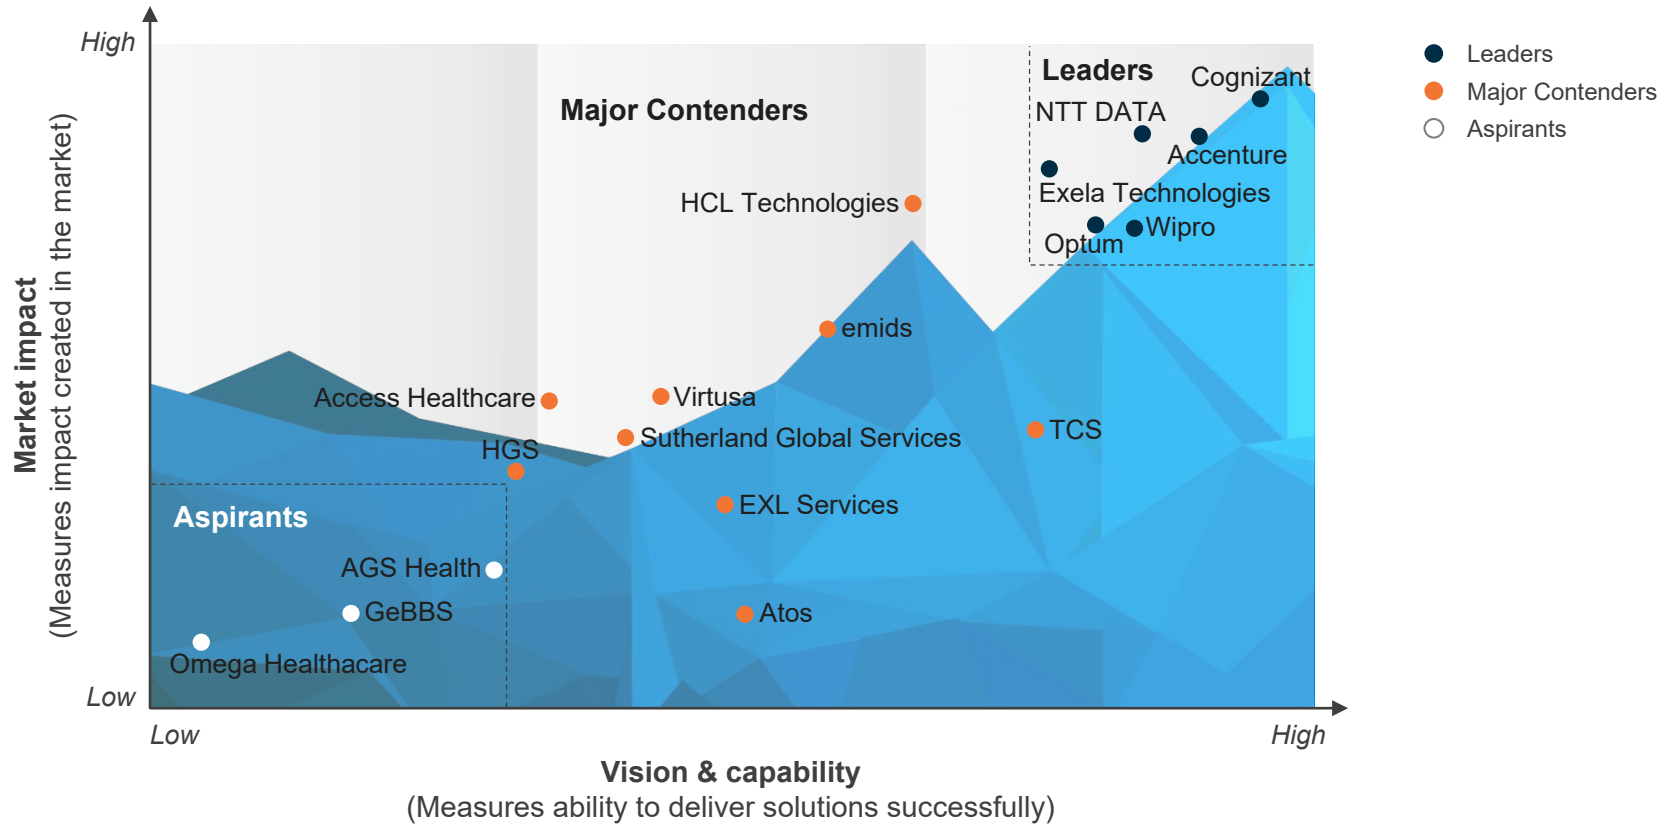 High
Leaders
Cognizant
NTT DATA
Accenture
Exela Technologies
Wipro
Optum
Major Contenders
HCL Technologies
emids
Access Healthcare
Virtusa
Sutherland Global Services
TCS
HGS
EXL Services
Aspirants
AGS Health
GeBBS
Atos
Omega Healthacare
Low
Low
High
Market impact
(Measures impact created in the market)
Vision & capability
(Measures ability to deliver solutions successfully)
Leaders
Major Contenders
Aspirants